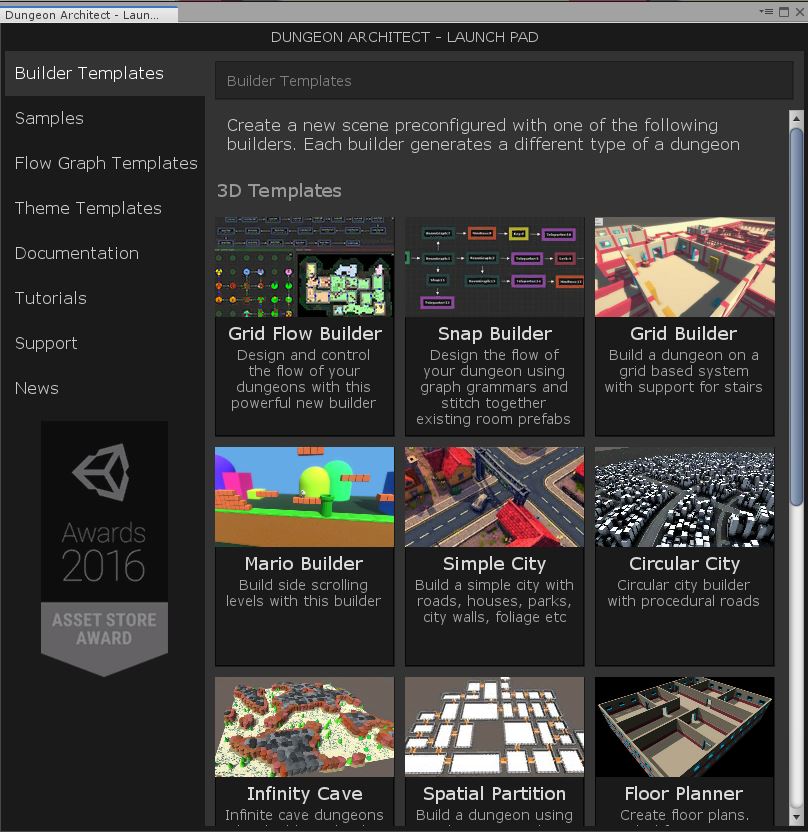 Dungeon Architect - Laun...
DUNGEON ARCHITECT - LAUNCH PAD
Builder Templates
Samples
Flow Graph Templates
Theme Templates
Documentation
Tutorials
Support
News
Awards
2016
ASSET STORE
AWARD
Builder Templates
Create a new scene preconfigured with one of the following
builders. Each builder generates a different type of a dungeon
3D Templates
Grid Flow Builder
Design and control
the flow of your
dungeons with this
powerful new builder
Snap Builder
Design the flow of
your dungeon using
graph grammars and
stitch together
existing room prefabs
Grid Builder
Build a dungeon on a
grid based system
with support for stairs
Mario Builder
Build side scrolling
levels with this builder
Simple City
Build a simple city with
roads, houses, parks,
city walls, foliage etc
Circular City
Circular city builder
with procedural roads
Infinity Cave
Infinite cave dungeons
Spatial Partition
Build a dungeon using
Floor Planner
Create floor plans.